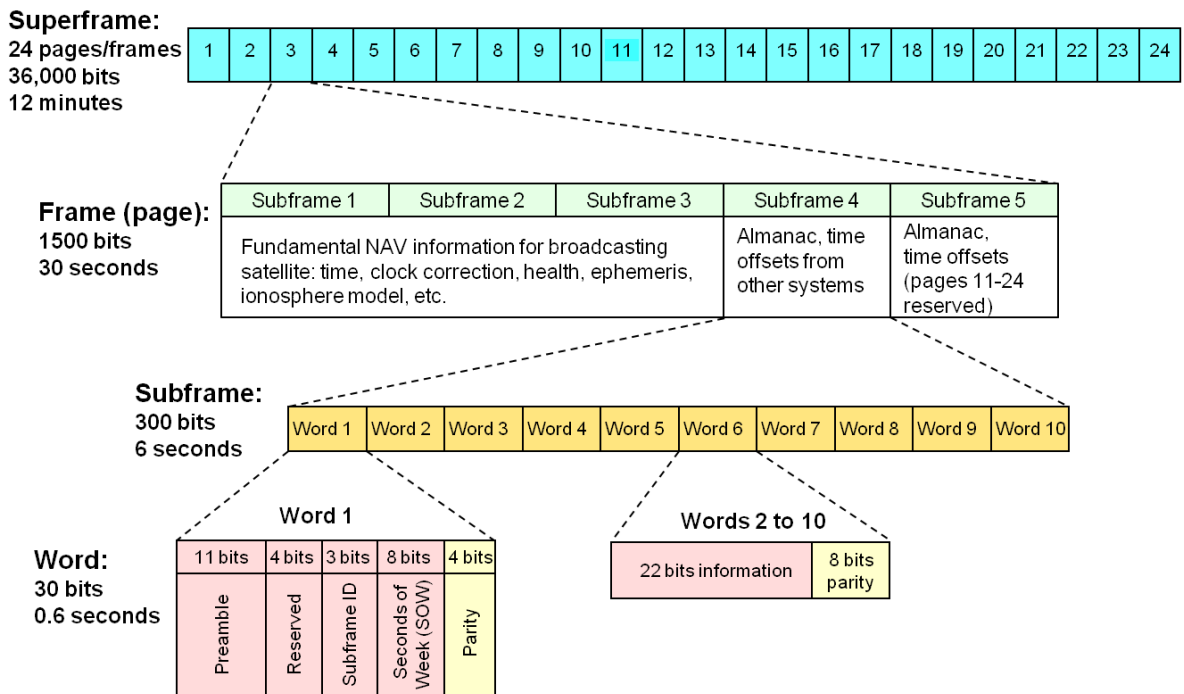 Superframe:
24 pages/frames
36,000 bits
12 minutes
1 2 3 4 5 6 7 8 9 10 11 12 13 14 15 16 17 18 19 20 21 22 23 24
Frame (page):
1500 bits
30 seconds
Subframe 1 Subframe 2 Subframe 3 Subframe 4 Subframe 5
Fundamental NAV information for broadcasting
satellite: time, clock correction, health, ephemeris,
ionosphere model, etc.
Almanac, time
offsets from
other systems
Almanac,
time offsets
(pages 11-24
reserved)
Subframe:
300 bits
6 seconds
Word 1 Word 2 Word 3 Word 4 Word 5 Word 6 Word 7 Word 8 Word 9 Word 10
Word:
30 bits
0.6 seconds
Word 1
11 bits 4 bits 3 bits 8 bits 4 bits
Preamble
Reserved
Subframe ID
Seconds of
Week (SOW)
Parity
Words 2 to 10
22 bits information
8 bits
parity